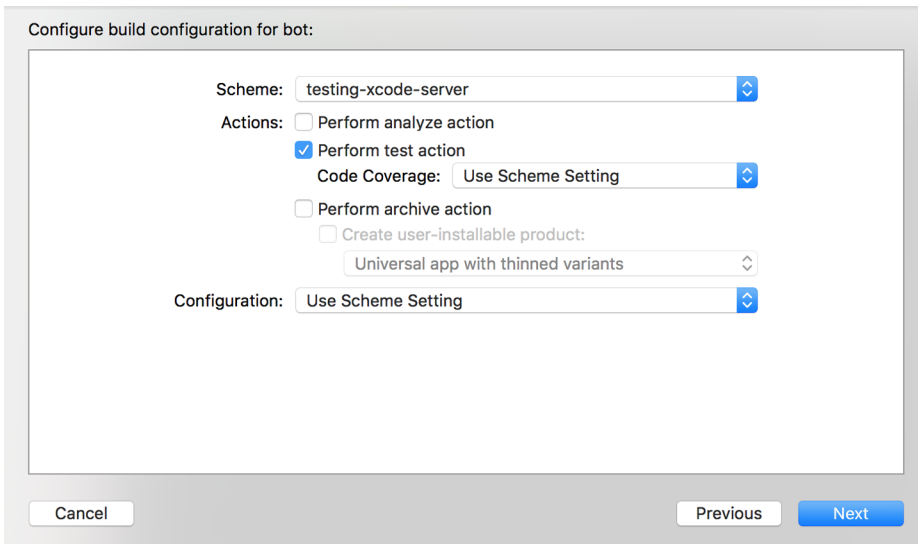 Configure build configuration for bot:
Scheme: testing-xcode-server
Actions: Perform analyze action
Perform test action
Code Coverage: Use Scheme Setting
Perform archive action
Create user-installable product:
Universal app with thinned variants
Configuration: Use Scheme Setting
Cancel Previous Next